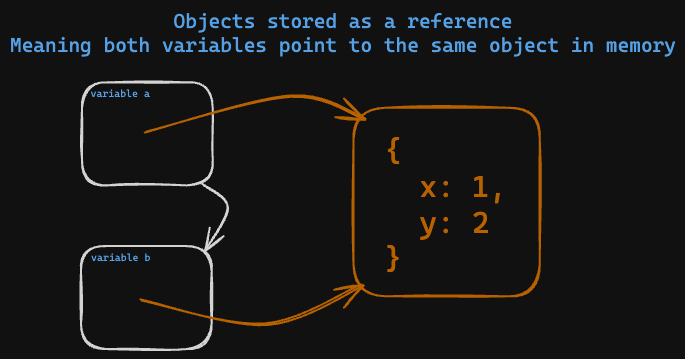 Objects stored as a reference
Meaning both variables point to the same object in memory
variable a
{
x: 1,
y: 2
}
variable b